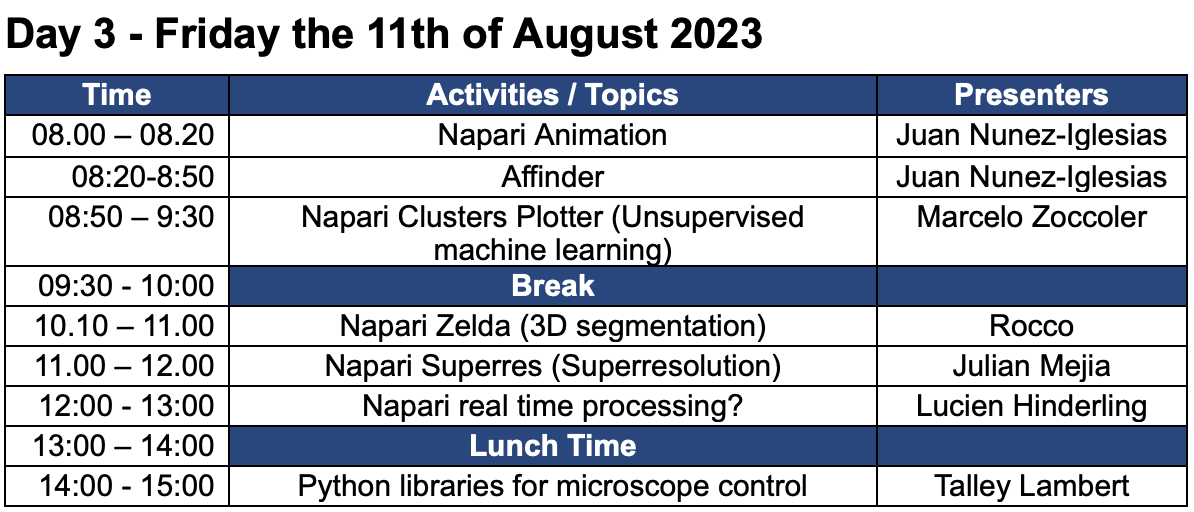 Day 3 - Friday the 11th of August 2023
Time Activities / Topics Presenters
08.00 – 08.20 Napari Animation Juan Nunez-Iglesias
08:20-8:50 Affinder Juan Nunez-Iglesias
08:50 – 9:30 Napari Clusters Plotter (Unsupervised Marcelo Zoccoler
machine learning)
09:30 - 10:00 Break
10.10 – 11.00 Napari Zelda (3D segmentation) Rocco
11.00 – 12.00 Napari Superres (Superresolution) Julian Mejia
12:00 - 13:00 Napari real time processing? Lucien Hinderling
13:00 – 14:00 Lunch Time
14:00 - 15:00 Python libraries for microscope control Talley Lambert